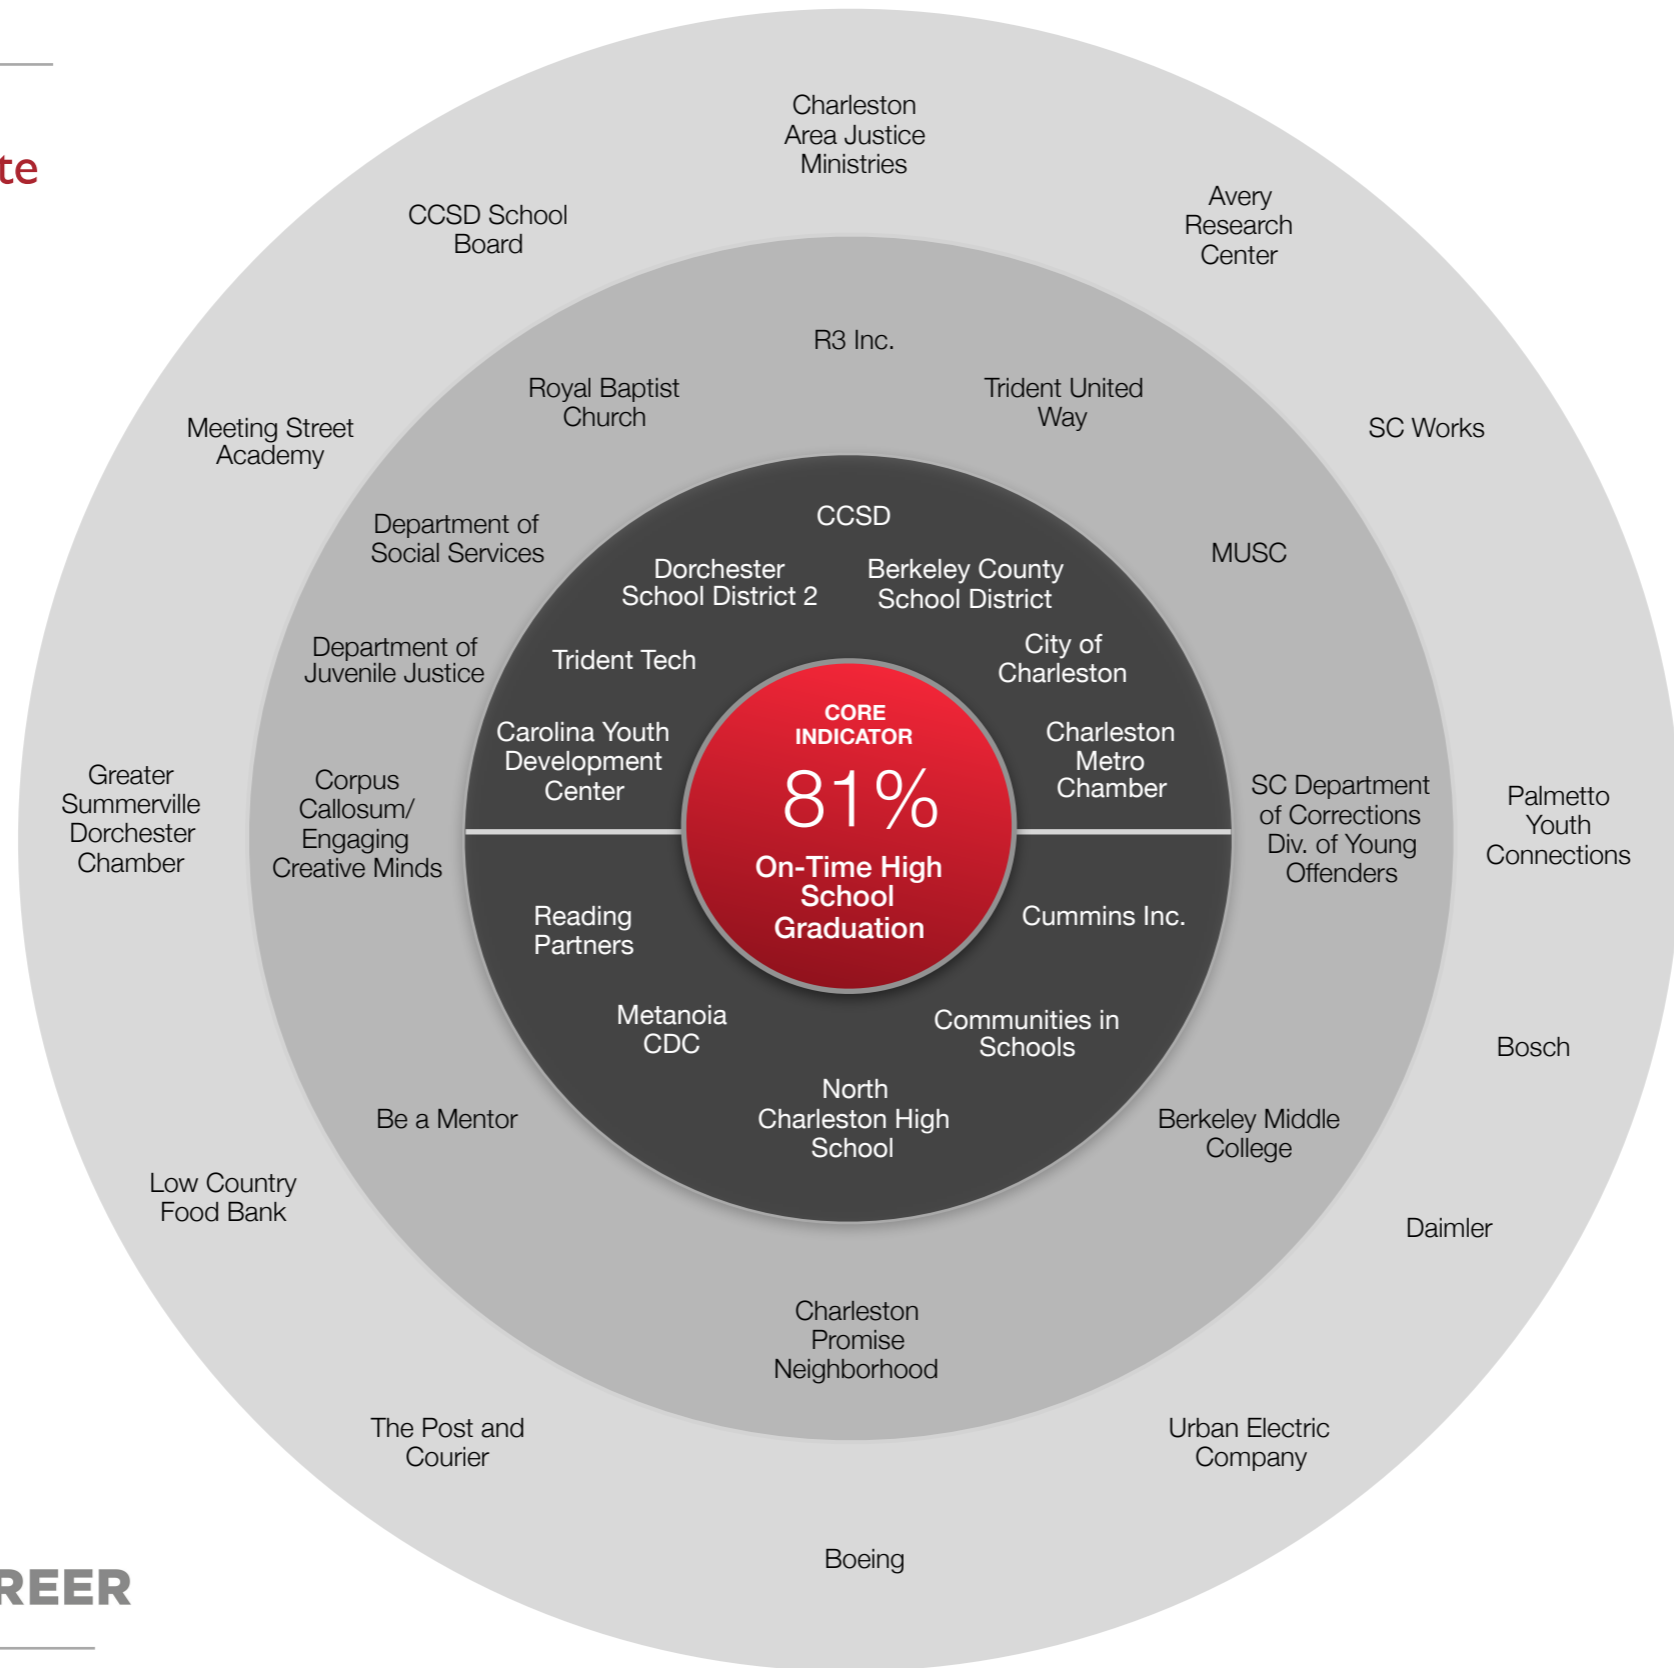 te
Charleston
Area Justice
Ministries
CCSD School
Board
Avery
Research
Center
R3 Inc.
Royal Baptist
Church
Trident United
Way
Meeting Street
Academy
SC Works
Department of
Social Services
CCSD
MUSC
Dorchester
School District 2
Berkeley County
School District
Department of
Juvenile Justice
Trident Tech
City of
Charleston
CORE
INDICATOR
81%
On-Time High
School
Graduation
Carolina Youth
Development
Center
Charleston
Metro
Chamber
Greater
Summerville
Dorchester
Chamber
Corpus
Callosum/
Engaging
Creative Minds
SC Department
of Corrections
Div. of Young
Offenders
Palmetto
Youth
Connections
Reading
Partners
Cummins Inc.
Metanoia
CDC
Communities in
Schools
Bosch
North
Charleston High
School
Be a Mentor
Berkeley Middle
College
Low Country
Food Bank
Daimler
Charleston
Promise
Neighborhood
The Post and
Courier
Urban Electric
Company
Boeing
REER